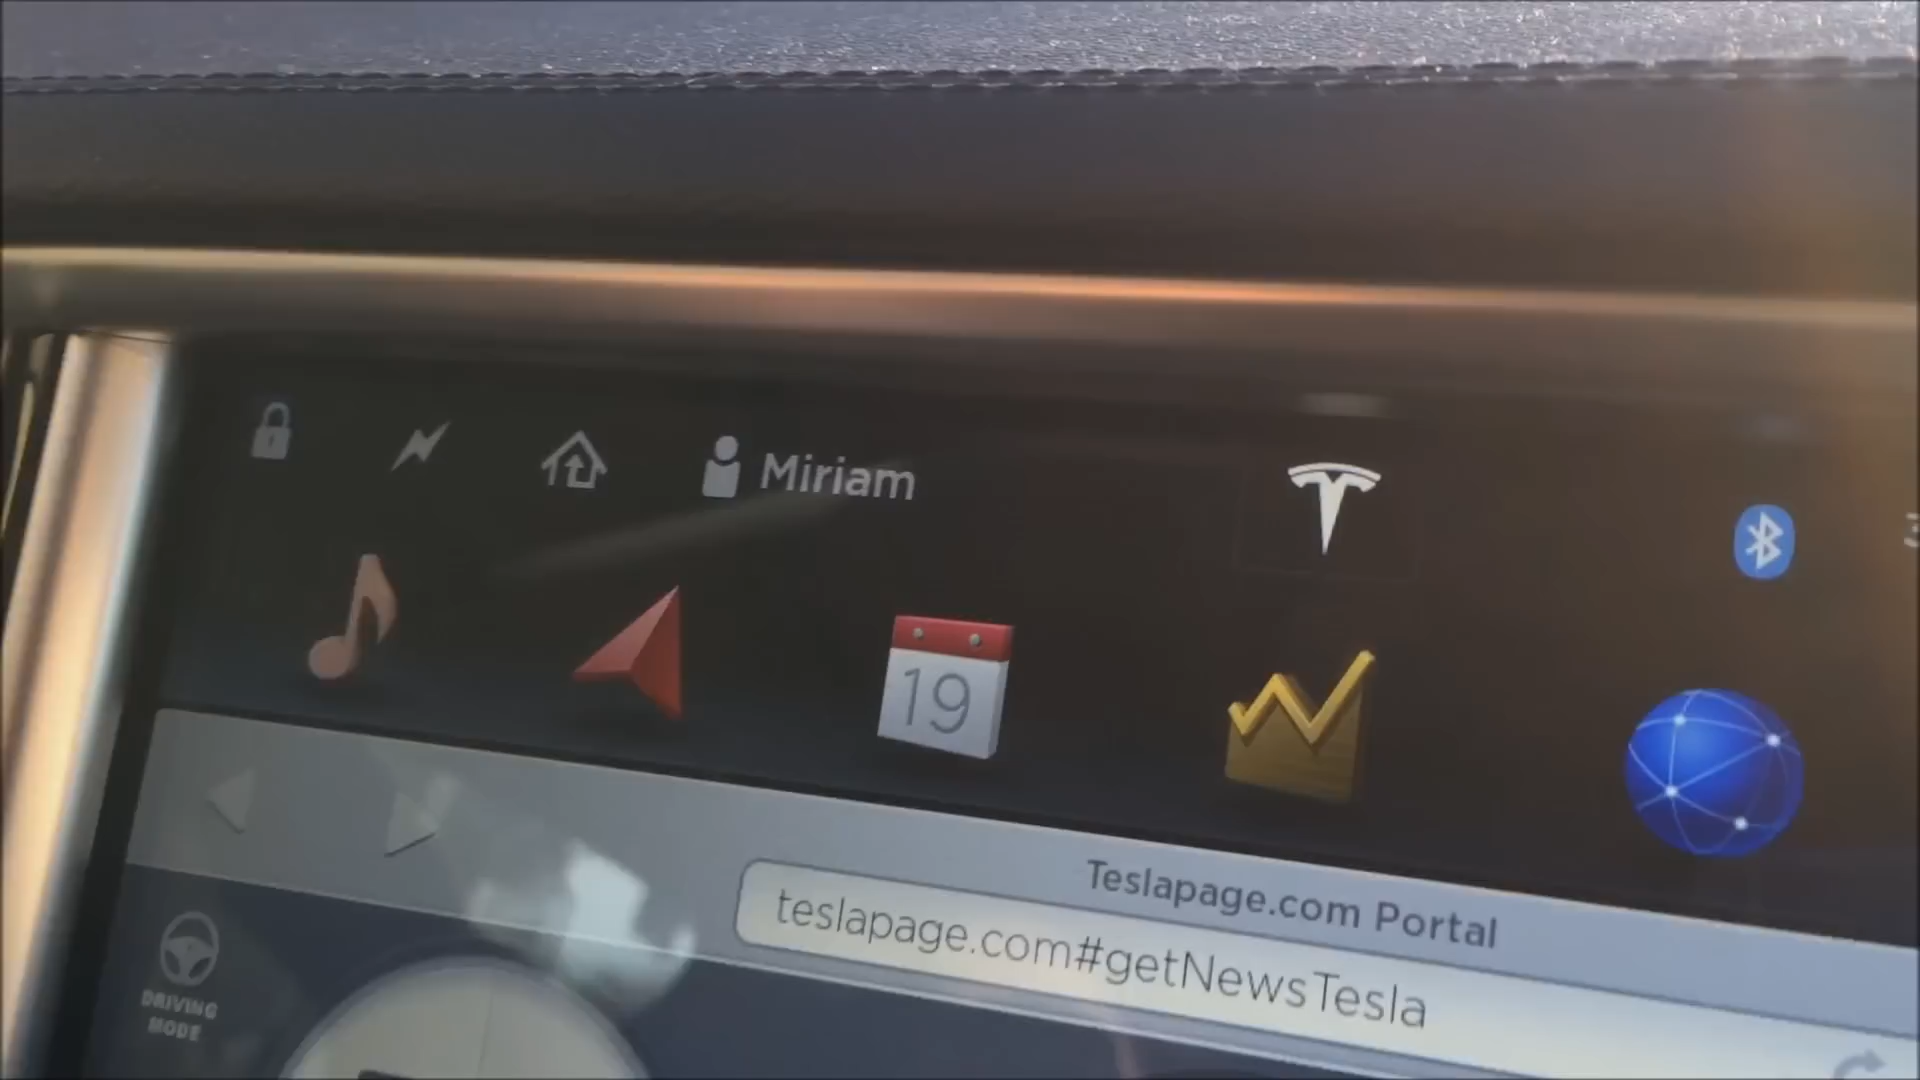 Miriam
19
Teslapage.com Portal
teslapage.com#getNewsTesla
DRIVING
MODE